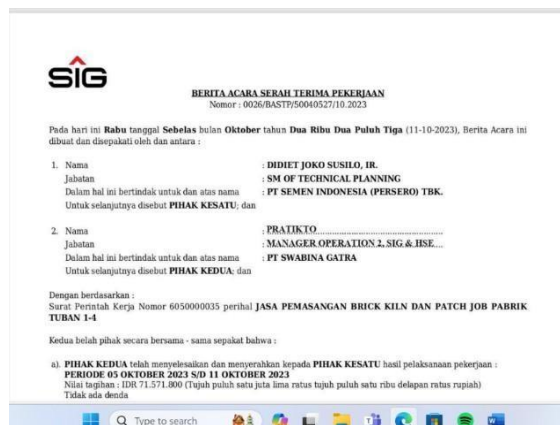 SIG
BERITA ACARA SERAH TERIMA PEKERJAAN
Nomor : 0026/BASTP/50040527/10.2023
Pada hari ini Rabu tanggal Sebelas bulan Oktober tahun Dua Ribu Dua Puluh Tiga (11-10-2023), Berita Acara ini
dibuat dan disepakati oleh dan antara :
1. Nama : DIDIET JOKO SUSILO, IR.
Jabatan : SM OF TECHNICAL PLANNING
Dalam hal ini bertindak untuk dan atas nama : PT SEMEN INDONESIA (PERSERO) TBK.
Untuk selanjutnya disebut PIHAK KESATU; dan
2. Nama : PRATIKTO
Jabatan : MANAGER OPERATION 2, SIG & HSE
Dalam hal ini bertindak untuk dan atas nama : PT SWABINA GATRA
Untuk selanjutnya disebut PIHAK KEDUA; dan
Dengan berdasarkan :
Surat Perintah Kerja Nomor 6050000035 perihal JASA PEMASANGAN BRICK KILN DAN PATCH JOB PABRIK
TUBAN 1-4
Kedua belah pihak secara bersama - sama sepakat bahwa :
a). PIHAK KEDUA telah menyelesaikan dan menyerahkan kepada PIHAK KESATU hasil pelaksanaan pekerjaan :
PERIODE 05 OKTOBER 2023 S/D 11 OKTOBER 2023
Nilai tagihan : IDR 71.571.800 (Tujuh puluh satu juta lima ratus tujuh puluh satu ribu delapan ratus rupiah)
Tidak ada denda
Type to search